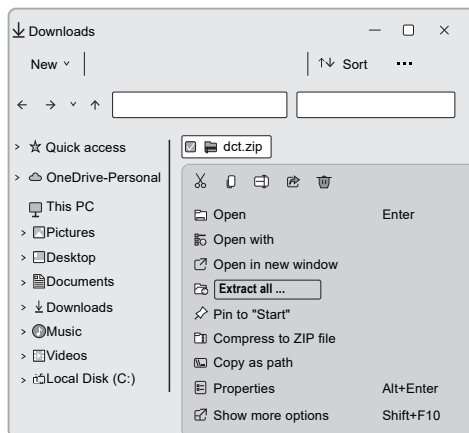 Downloads
New Sort ...
Quick access
dct.zip
OneDrive-Personal
This PC
Pictures
Desktop
Documents
Downloads
Music
Videos
Local Disk (C:)
Open Enter
Open with
Open in new window
Extract all ...
Pin to "Start"
Compress to ZIP file
Copy as path
Properties Alt+Enter
Show more options Shift+F10